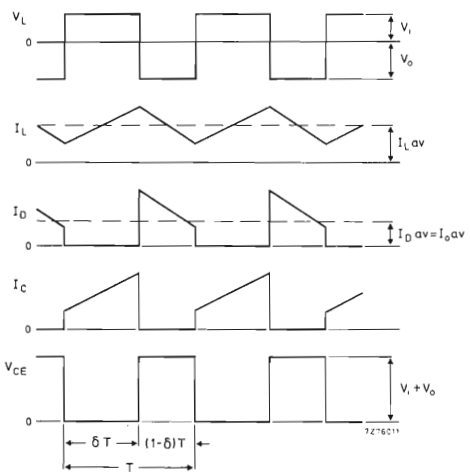 V_L
V_i
0
V_o
I_L
I_L av
0
I_D
I_D av = I_o av
0
I_C
0
V_CE
V_i + V_o
0
δT (1-δ)T
T